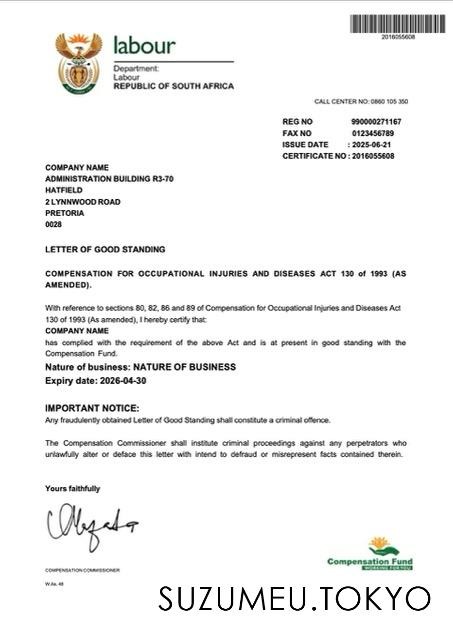 2016055608
labour
Department:
Labour
REPUBLIC OF SOUTH AFRICA
CALL CENTER NO: 0860 105 350
REG NO 990000271167
FAX NO 0123456789
ISSUE DATE : 2025-06-21
CERTIFICATE NO : 2016055608
COMPANY NAME
ADMINISTRATION BUILDING R3-70
HATFIELD
2 LYNNWOOD ROAD
PRETORIA
0028
LETTER OF GOOD STANDING
COMPENSATION FOR OCCUPATIONAL INJURIES AND DISEASES ACT 130 of 1993 (AS
AMENDED).
With reference to sections 80, 82, 86 and 89 of Compensation for Occupational Injuries and Diseases Act
130 of 1993 (As amended), I hereby certify that:
COMPANY NAME
has complied with the requirement of the above Act and is at present in good standing with the
Compensation Fund.
Nature of business: NATURE OF BUSINESS
Expiry date: 2026-04-30
IMPORTANT NOTICE:
Any fraudulently obtained Letter of Good Standing shall constitute a criminal offence.
The Compensation Commissioner shall institute criminal proceedings against any perpetrators who
unlawfully alter or deface this letter with intend to defraud or misrepresent facts contained therein.
Yours faithfully
COMPENSATION COMMISSIONER
W.As. 48
Compensation Fund
WORKING FOR YOU
SUZUMEU.TOKYO